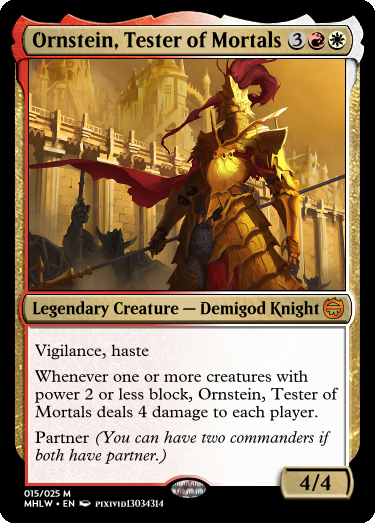 Ornstein, Tester of Mortals 3
Legendary Creature — Demigod Knight
Vigilance, haste
Whenever one or more creatures with
power 2 or less block, Ornstein, Tester of
Mortals deals 4 damage to each player.
Partner (You can have two commanders if
both have partner.)
4/4
015/025 M
MHLW • EN PIXIVID13034314